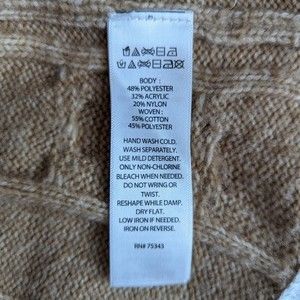 BODY :
48% POLYESTER
32% ACRYLIC
20% NYLON
WOVEN :
55% COTTON
45% POLYESTER
HAND WASH COLD.
WASH SEPARATELY.
USE MILD DETERGENT.
ONLY NON-CHLORINE
BLEACH WHEN NEEDED.
DO NOT WRING OR
TWIST.
RESHAPE WHILE DAMP.
DRY FLAT.
LOW IRON IF NEEDED.
IRON ON REVERSE.
RN# 75343